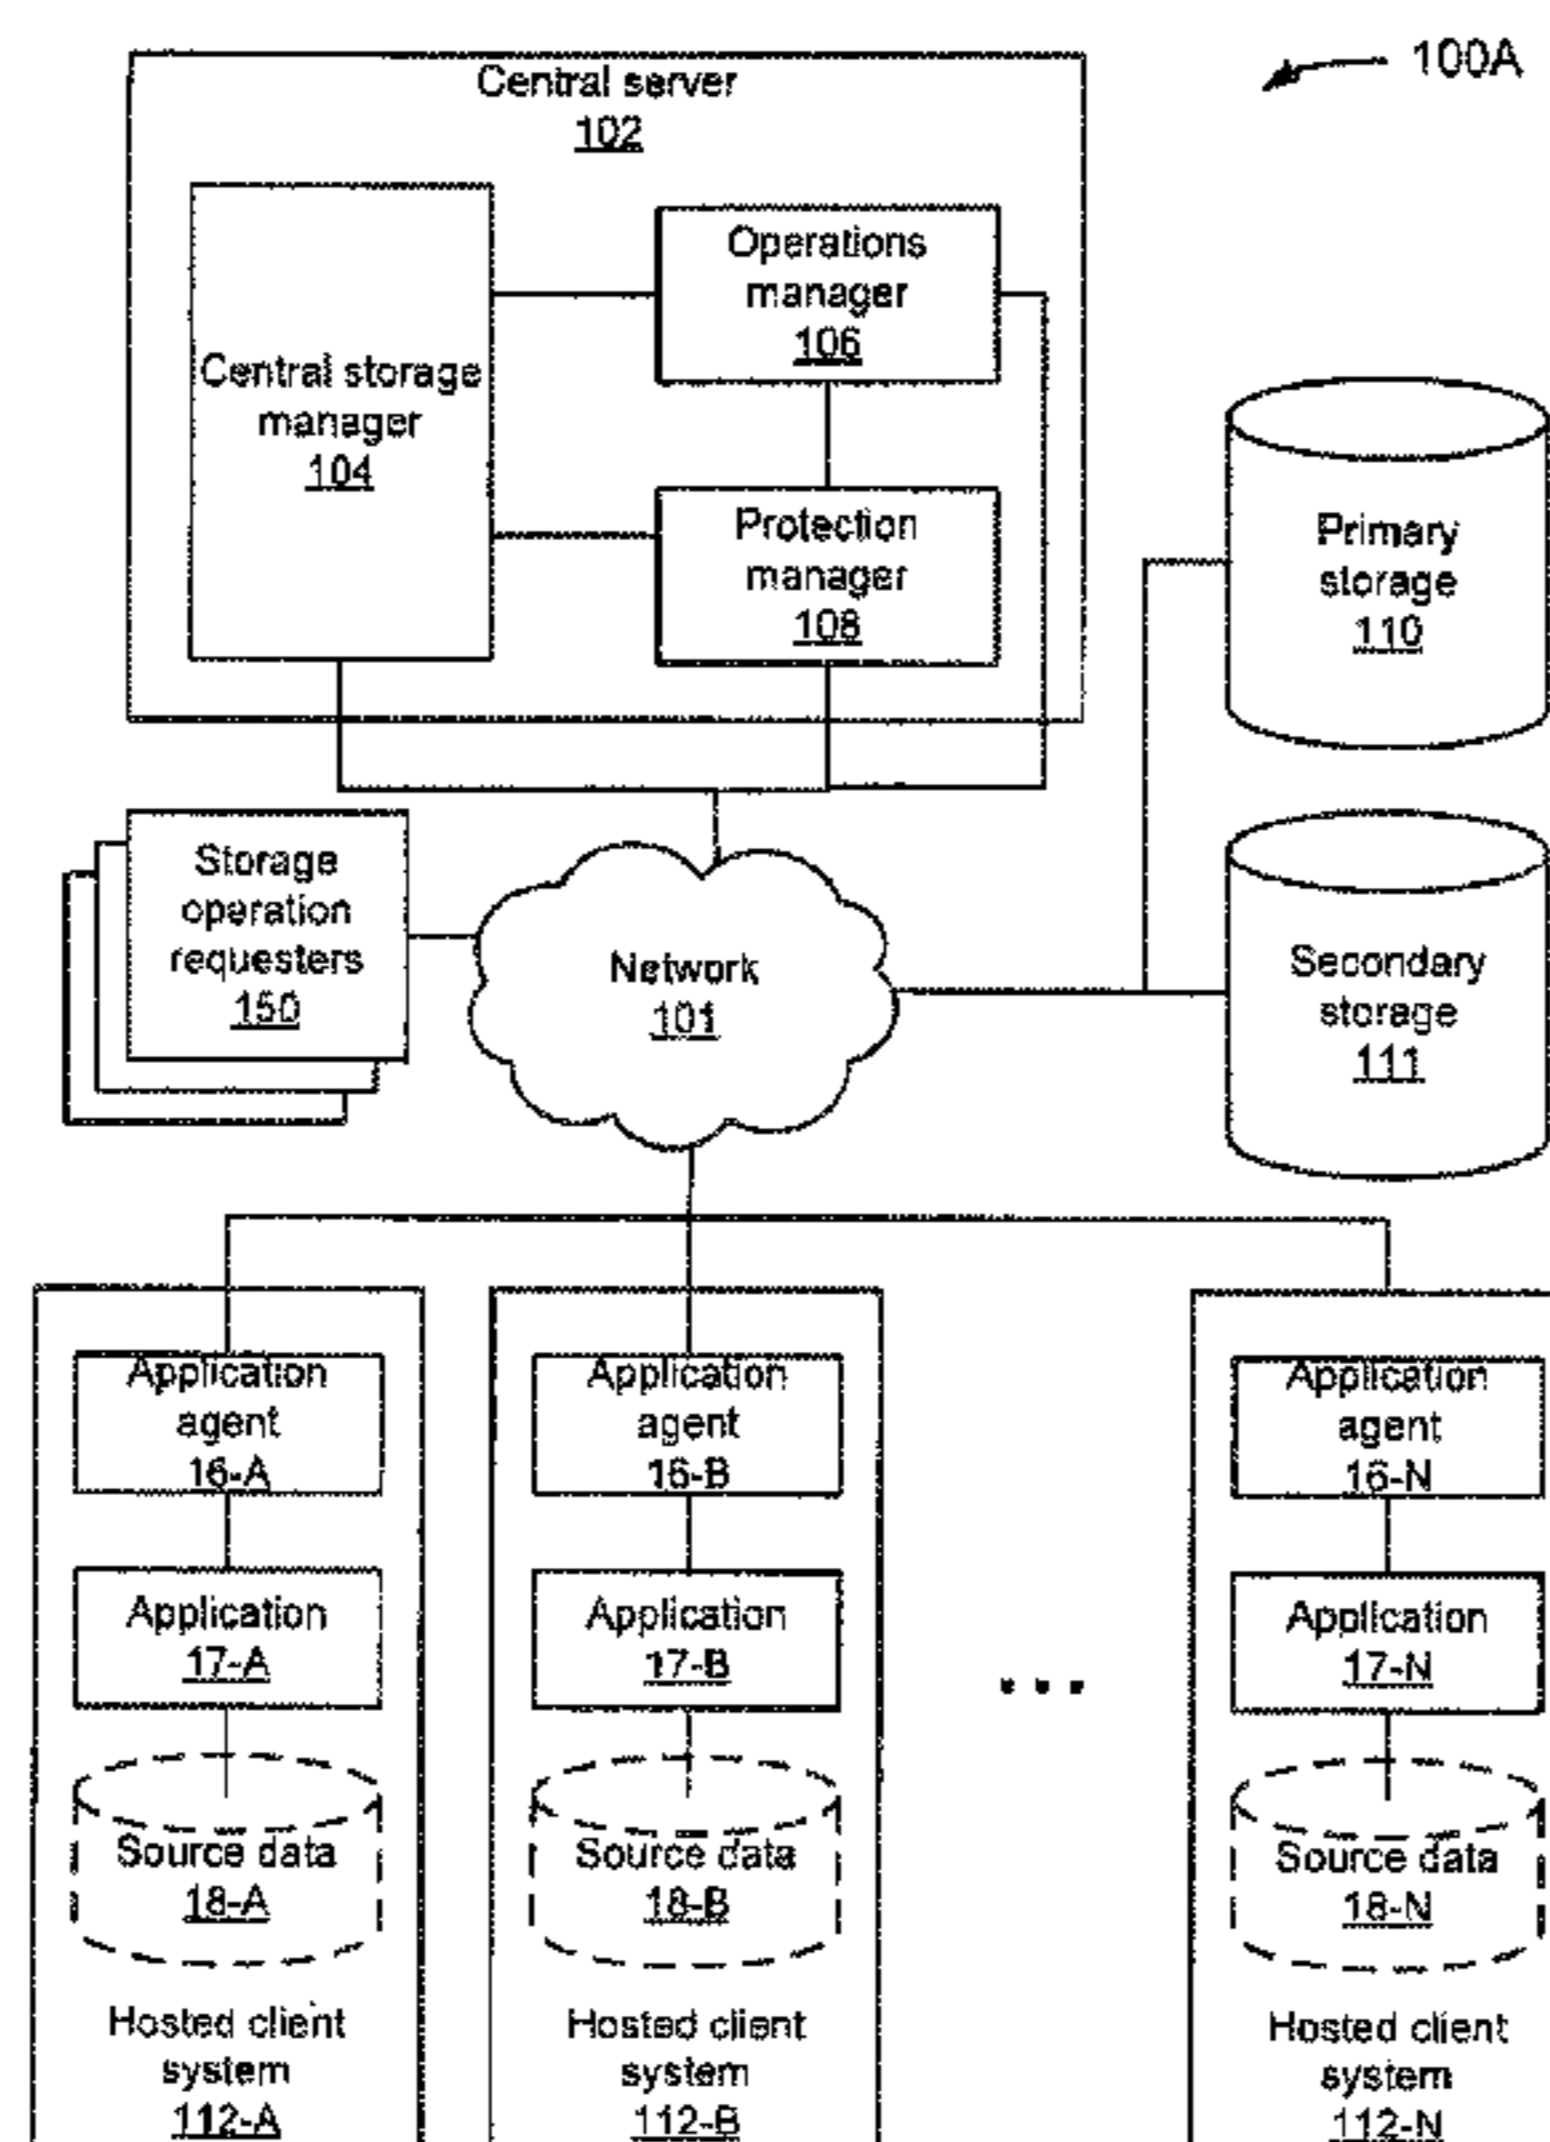 100A
Central server
102
Operations
manager
106
Central storage
manager
104
Protection
manager
108
Primary
storage
110
Storage
operation
requesters
150
Network
101
Secondary
storage
111
Application
agent
16-A
Application
agent
16-B
Application
agent
16-N
Application
17-A
Application
17-B
...
Application
17-N
Source data
18-A
Source data
18-B
Source data
18-N
Hosted client
system
112-A
Hosted client
system
112-B
Hosted client
system
112-N